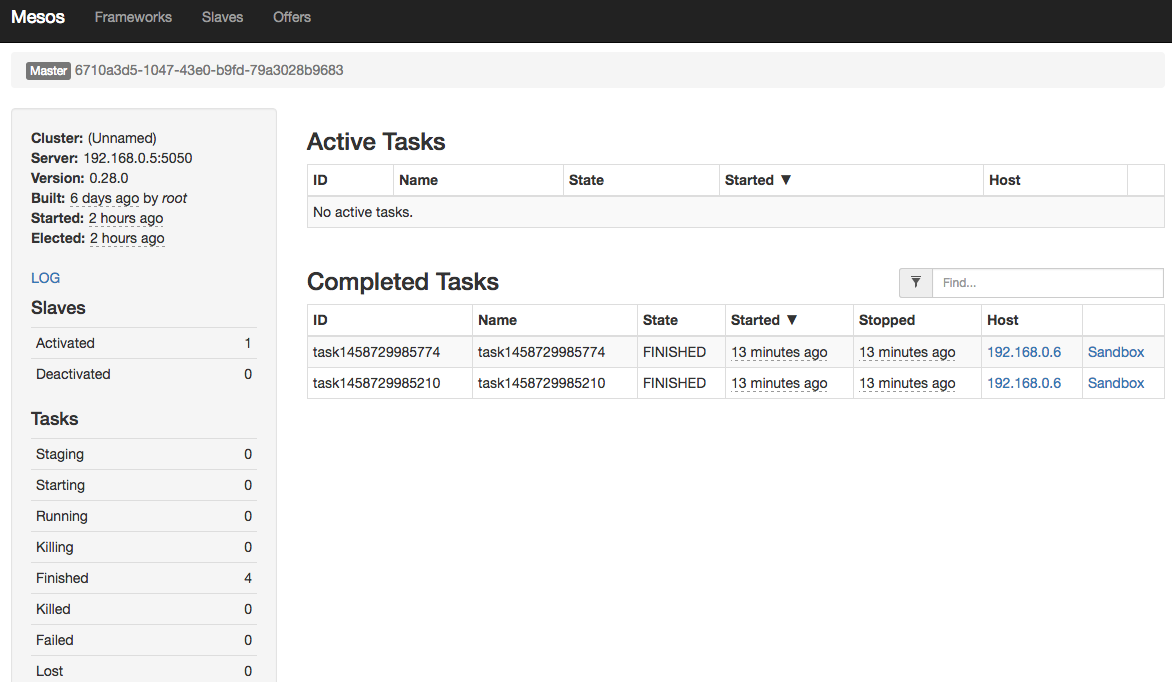 Mesos Frameworks Slaves Offers
Master 6710a3d5-1047-43e0-b9fd-79a3028b9683
Cluster: (Unnamed)
Server: 192.168.0.5:5050
Version: 0.28.0
Built: 6 days ago by root
Started: 2 hours ago
Elected: 2 hours ago
LOG
Slaves
Activated 1
Deactivated 0
Tasks
Staging 0
Starting 0
Running 0
Killing 0
Finished 4
Killed 0
Failed 0
Lost 0
Active Tasks
ID Name State Started ▼ Host
No active tasks.
Completed Tasks
Find...
ID Name State Started ▼ Stopped Host
task1458729985774 task1458729985774 FINISHED 13 minutes ago 13 minutes ago 192.168.0.6 Sandbox
task1458729985210 task1458729985210 FINISHED 13 minutes ago 13 minutes ago 192.168.0.6 Sandbox